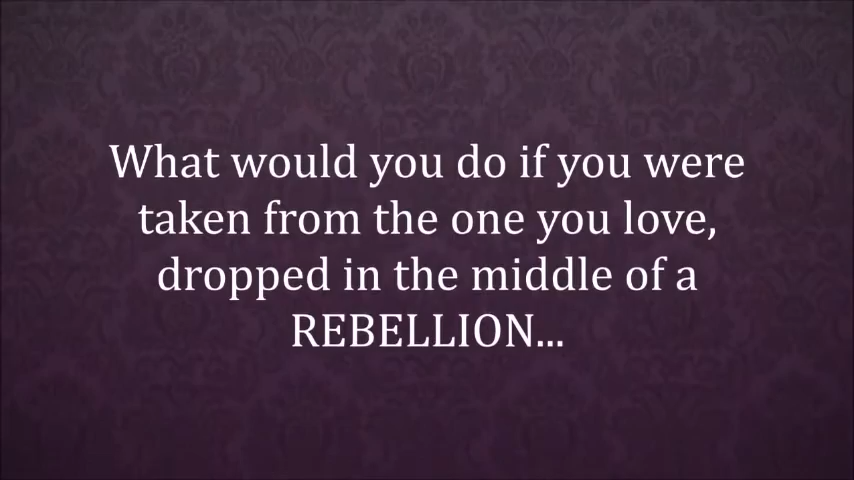 What would you do if you were
taken from the one you love,
dropped in the middle of a
REBELLION...